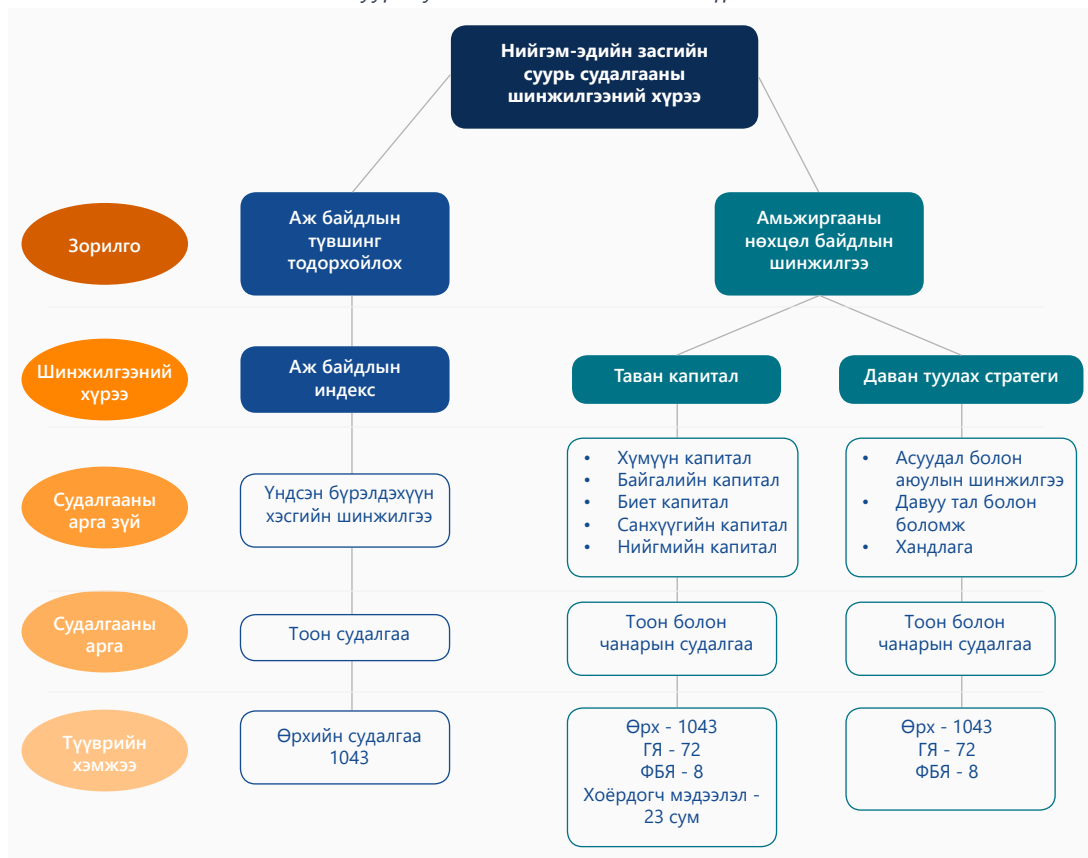 Нийгэм-эдийн засгийн
суурь судалгааны
шинжилгээний хүрээ
Зорилго
Аж байдлын
түвшинг
тодорхойлох
Амьжиргааны
нөхцөл байдлын
шинжилгээ
Шинжилгээний
хүрээ
Аж байдлын
индекс
Таван капитал
Даван туулах стратеги
Судалгааны
арга зүй
Үндсэн бүрэлдэхүүн
хэсгийн шинжилгээ
• Хүмүүн капитал
• Байгалийн капитал
• Биет капитал
• Санхүүгийн капитал
• Нийгмийн капитал
• Асуудал болон
аюулын шинжилгээ
• Давуу тал болон
боломж
• Хандлага
Судалгааны
арга
Тоон судалгаа
Тоон болон
чанарын судалгаа
Тоон болон
чанарын судалгаа
Түүврийн
хэмжээ
Өрхийн судалгаа
1043
Өрх - 1043
ГЯ - 72
ФБЯ - 8
Хоёрдогч мэдээлэл -
23 сум
Өрх - 1043
ГЯ - 72
ФБЯ - 8